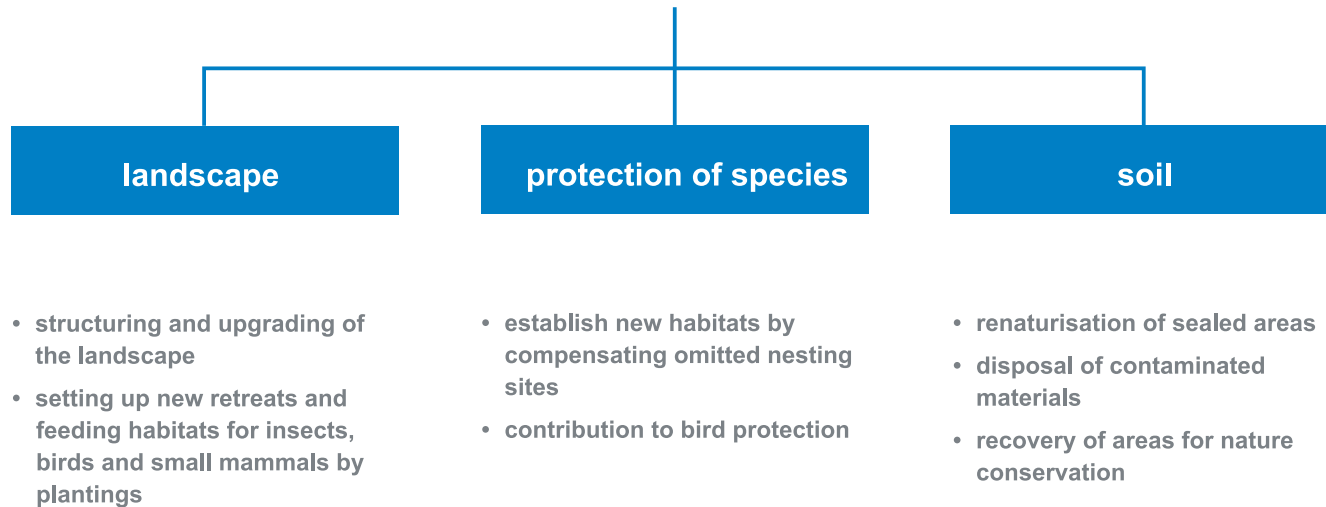 landscape
protection of species
soil
• structuring and upgrading of
the landscape
• setting up new retreats and
feeding habitats for insects,
birds and small mammals by
plantings
• establish new habitats by
compensating omitted nesting
sites
• contribution to bird protection
• renaturisation of sealed areas
• disposal of contaminated
materials
• recovery of areas for nature
conservation